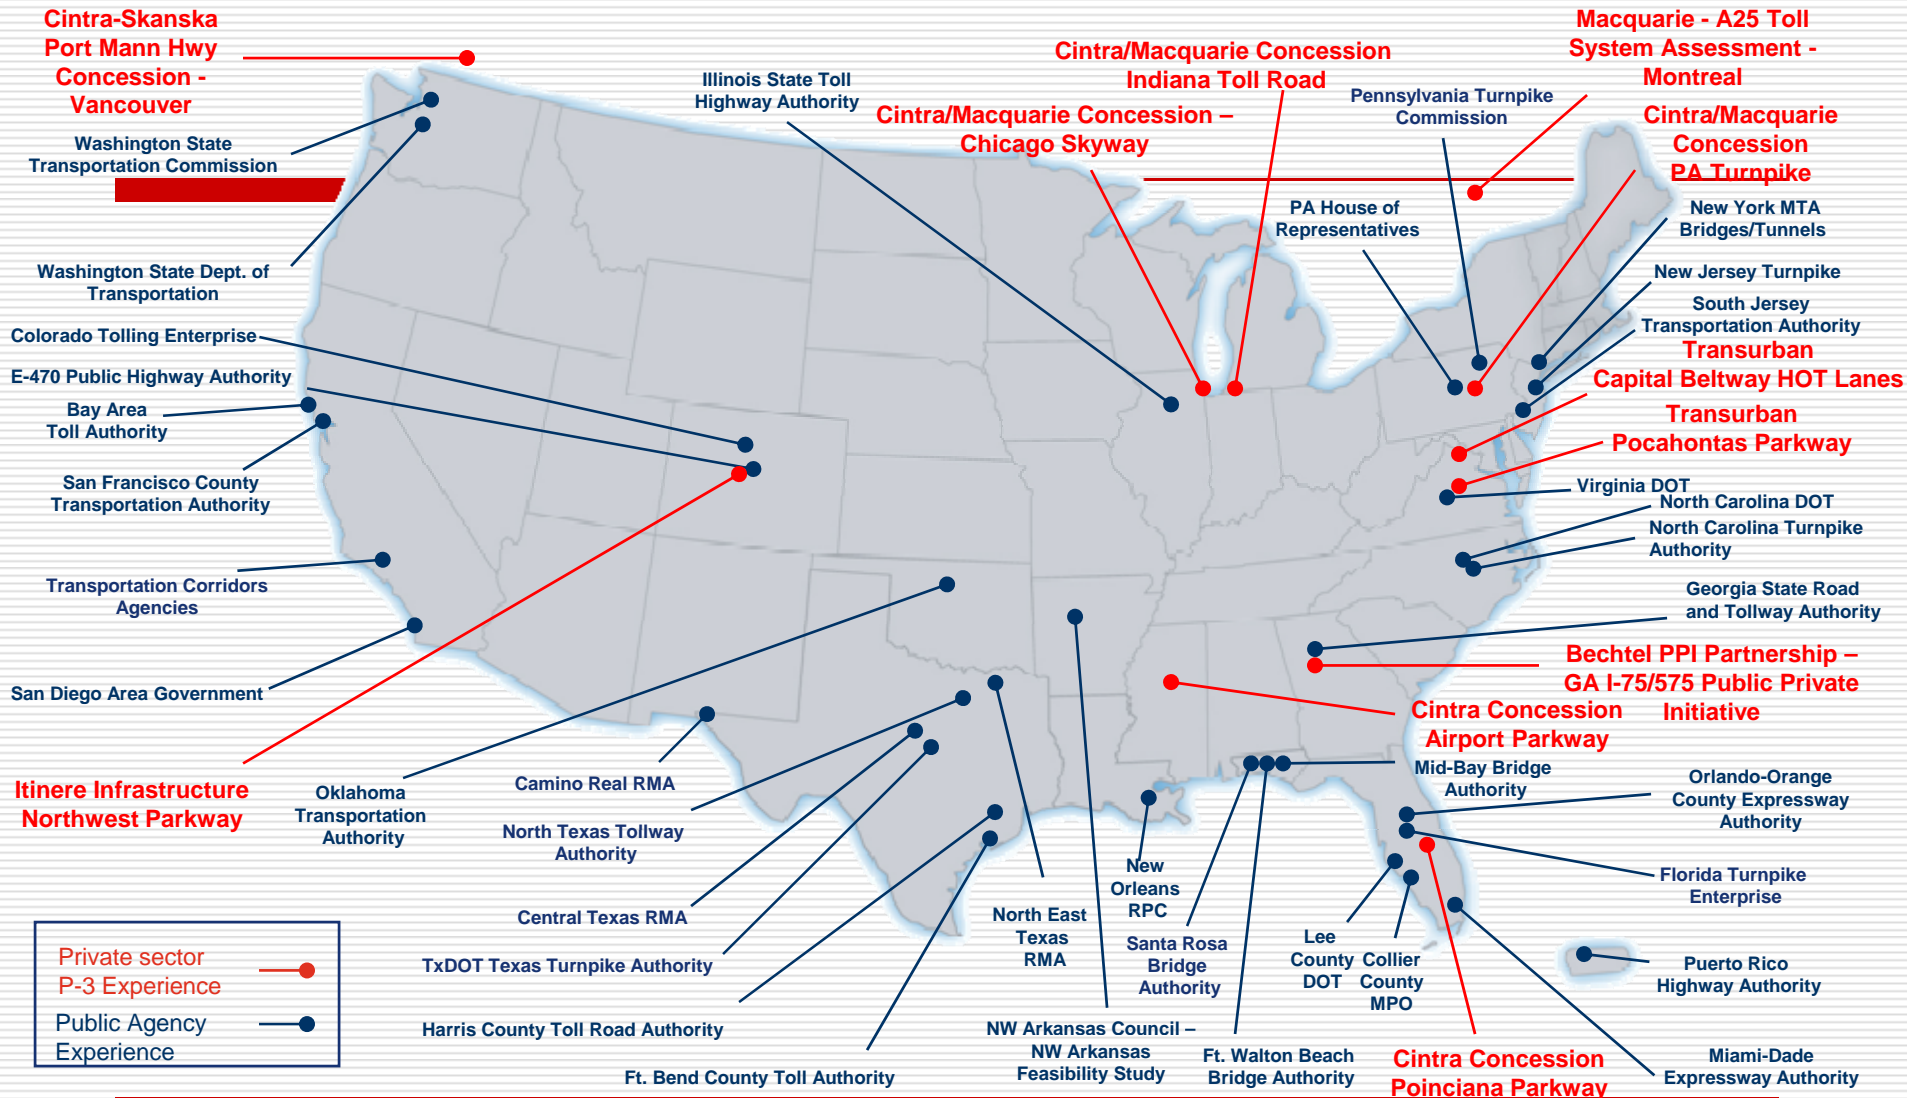 Cintra-Skanska
Port Mann Hwy
Concession -
Vancouver
Washington State
Transportation Commission
Washington State Dept. of
Transportation
Colorado Tolling Enterprise
E-470 Public Highway Authority
Bay Area
Toll Authority
San Francisco County
Transportation Authority
Transportation Corridors
Agencies
San Diego Area Government
Itinere Infrastructure
Northwest Parkway
Illinois State Toll
Highway Authority
Cintra/Macquarie Concession
Indiana Toll Road
Cintra/Macquarie Concession –
Chicago Skyway
Macquarie - A25 Toll
System Assessment -
Montreal
Pennsylvania Turnpike
Commission
Cintra/Macquarie
Concession
PA Turnpike
PA House of
Representatives
New York MTA
Bridges/Tunnels
New Jersey Turnpike
South Jersey
Transportation Authority
Transurban
Capital Beltway HOT Lanes
Transurban
Pocahontas Parkway
Virginia DOT
North Carolina DOT
North Carolina Turnpike
Authority
Georgia State Road
and Tollway Authority
Bechtel PPI Partnership –
GA I-75/575 Public Private
Initiative
Cintra Concession
Airport Parkway
Mid-Bay Bridge
Authority
Orlando-Orange
County Expressway
Authority
Florida Turnpike
Enterprise
Oklahoma
Transportation
Authority
Camino Real RMA
North Texas Tollway
Authority
Central Texas RMA
TxDOT Texas Turnpike Authority
Harris County Toll Road Authority
Ft. Bend County Toll Authority
North East
Texas
RMA
New
Orleans
RPC
NW Arkansas Council –
NW Arkansas
Feasibility Study
Santa Rosa
Bridge
Authority
Ft. Walton Beach
Bridge Authority
Lee
County
DOT
Collier
County
MPO
Cintra Concession
Poinciana Parkway
Puerto Rico
Highway Authority
Miami-Dade
Expressway Authority
Private sector
P-3 Experience
Public Agency
Experience